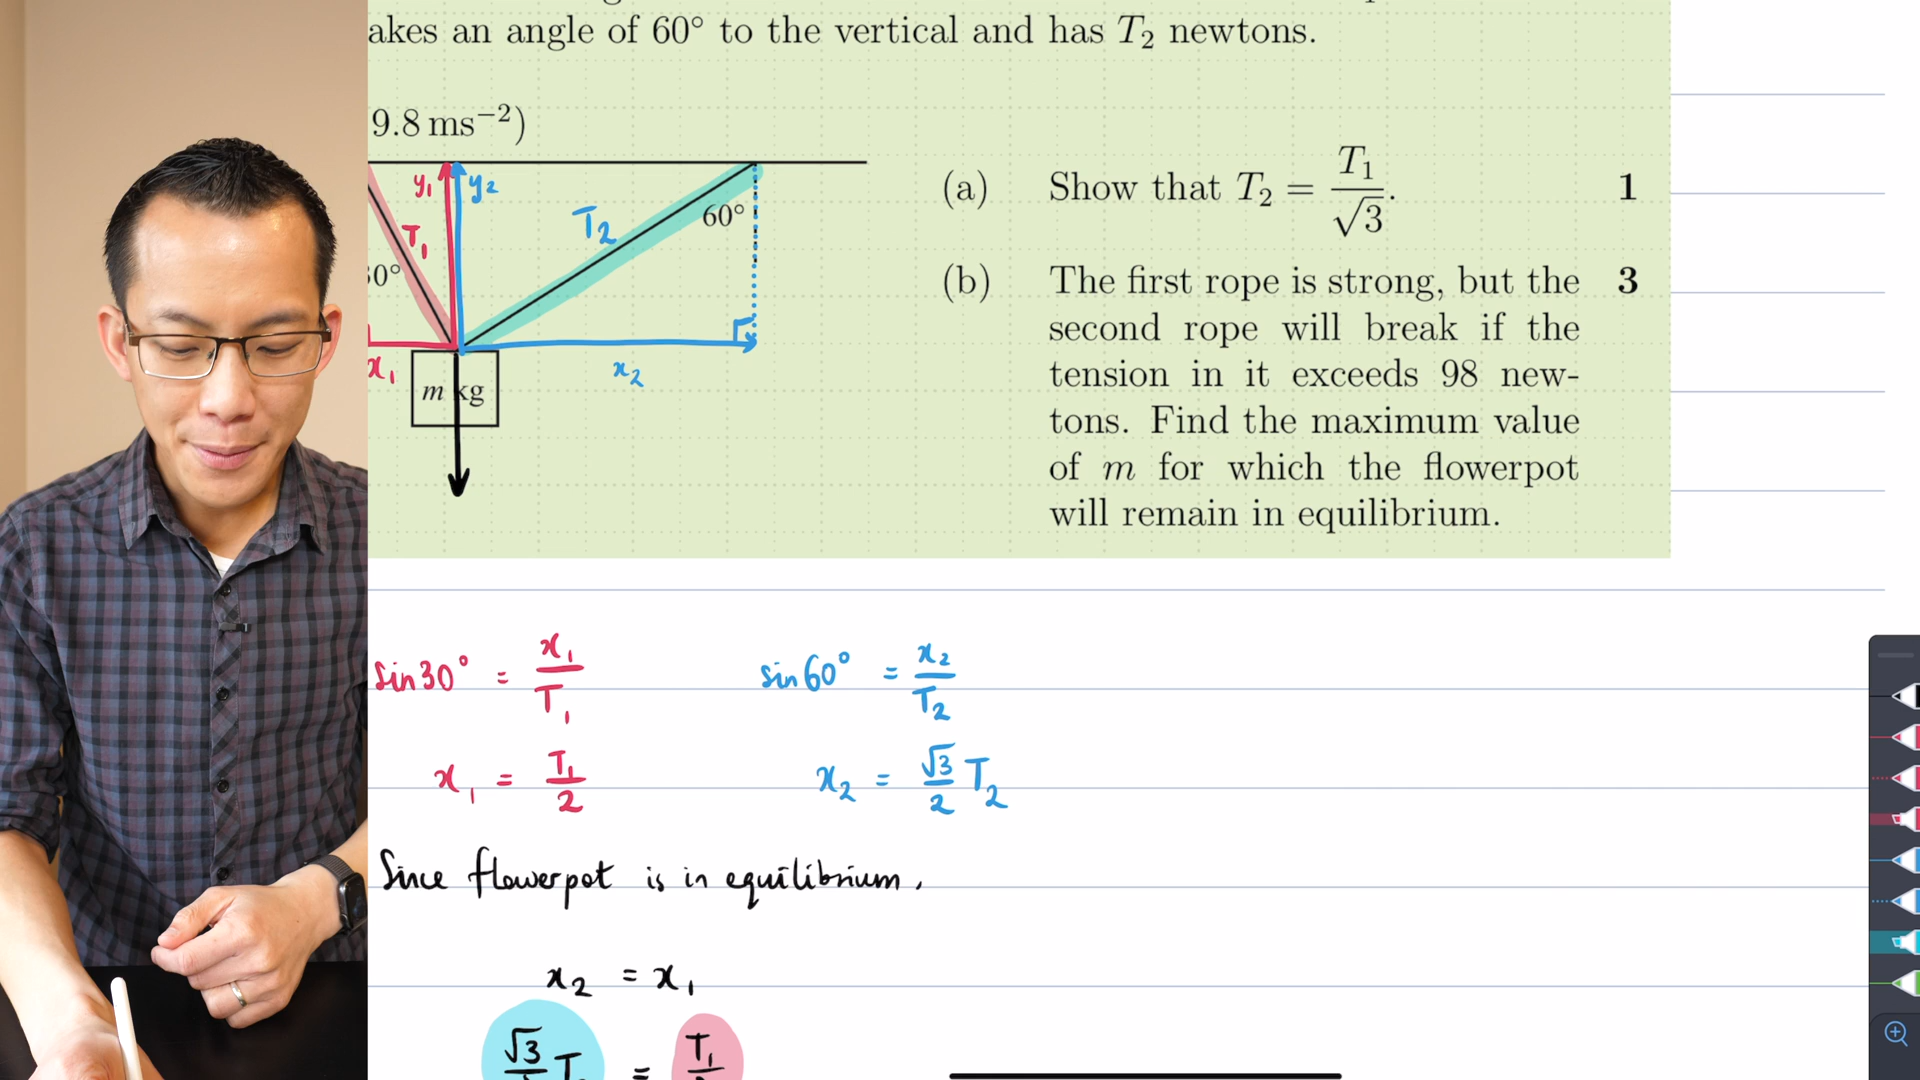 akes an angle of 60° to the vertical and has T₂ newtons.
9.8 ms⁻²)
y₁ y₂
T₁
T₂
60°
30°
x₁
x₂
m kg
(a) Show that T₂ = T₁/√3. 1
(b) The first rope is strong, but the 3
second rope will break if the
tension in it exceeds 98 new-
tons. Find the maximum value
of m for which the flowerpot
will remain in equilibrium.
sin30° = x₁/T₁
sin60° = x₂/T₂
x₁ = T₁/2
x₂ = √3/2 T₂
Since flowerpot is in equilibrium,
x₂ = x₁